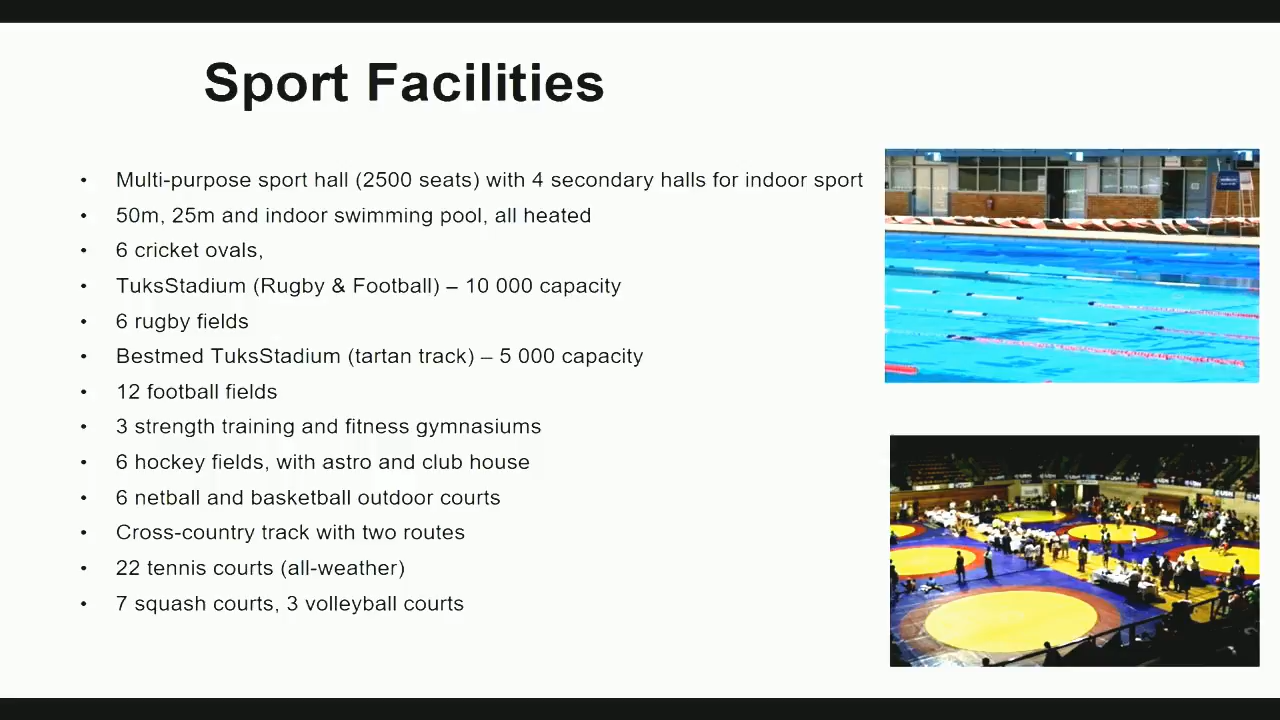 Sport Facilities
• Multi-purpose sport hall (2500 seats) with 4 secondary halls for indoor sport
• 50m, 25m and indoor swimming pool, all heated
• 6 cricket ovals,
• TuksStadium (Rugby & Football) – 10 000 capacity
• 6 rugby fields
• Bestmed TuksStadium (tartan track) – 5 000 capacity
• 12 football fields
• 3 strength training and fitness gymnasiums
• 6 hockey fields, with astro and club house
• 6 netball and basketball outdoor courts
• Cross-country track with two routes
• 22 tennis courts (all-weather)
• 7 squash courts, 3 volleyball courts